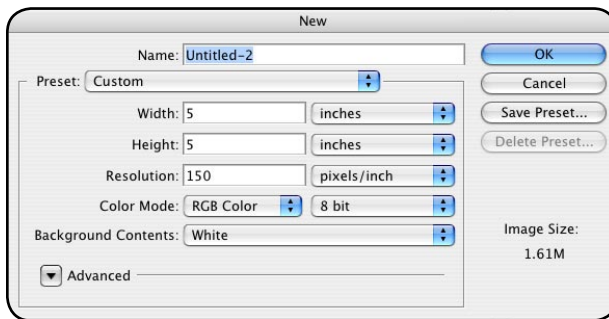 New
Name: Untitled-2
OK
Preset: Custom
Cancel
Width: 5 inches
Save Preset...
Height: 5 inches
Delete Preset...
Resolution: 150 pixels/inch
Color Mode: RGB Color 8 bit
Background Contents: White
Image Size:
1.61M
Advanced